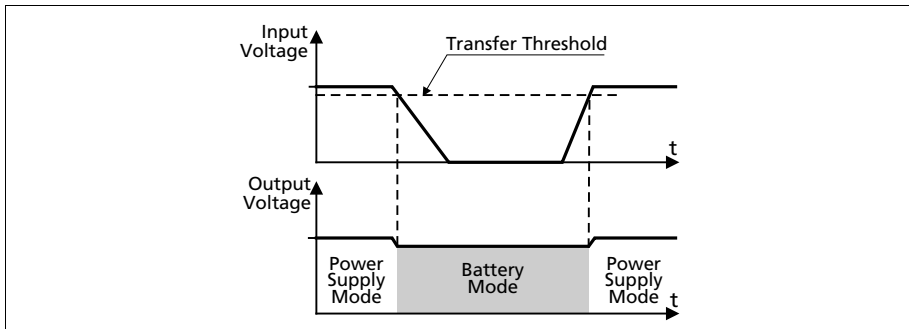 Input
Voltage
Transfer Threshold
t
Output
Voltage
Power
Supply
Mode
Battery
Mode
Power
Supply
Mode
t